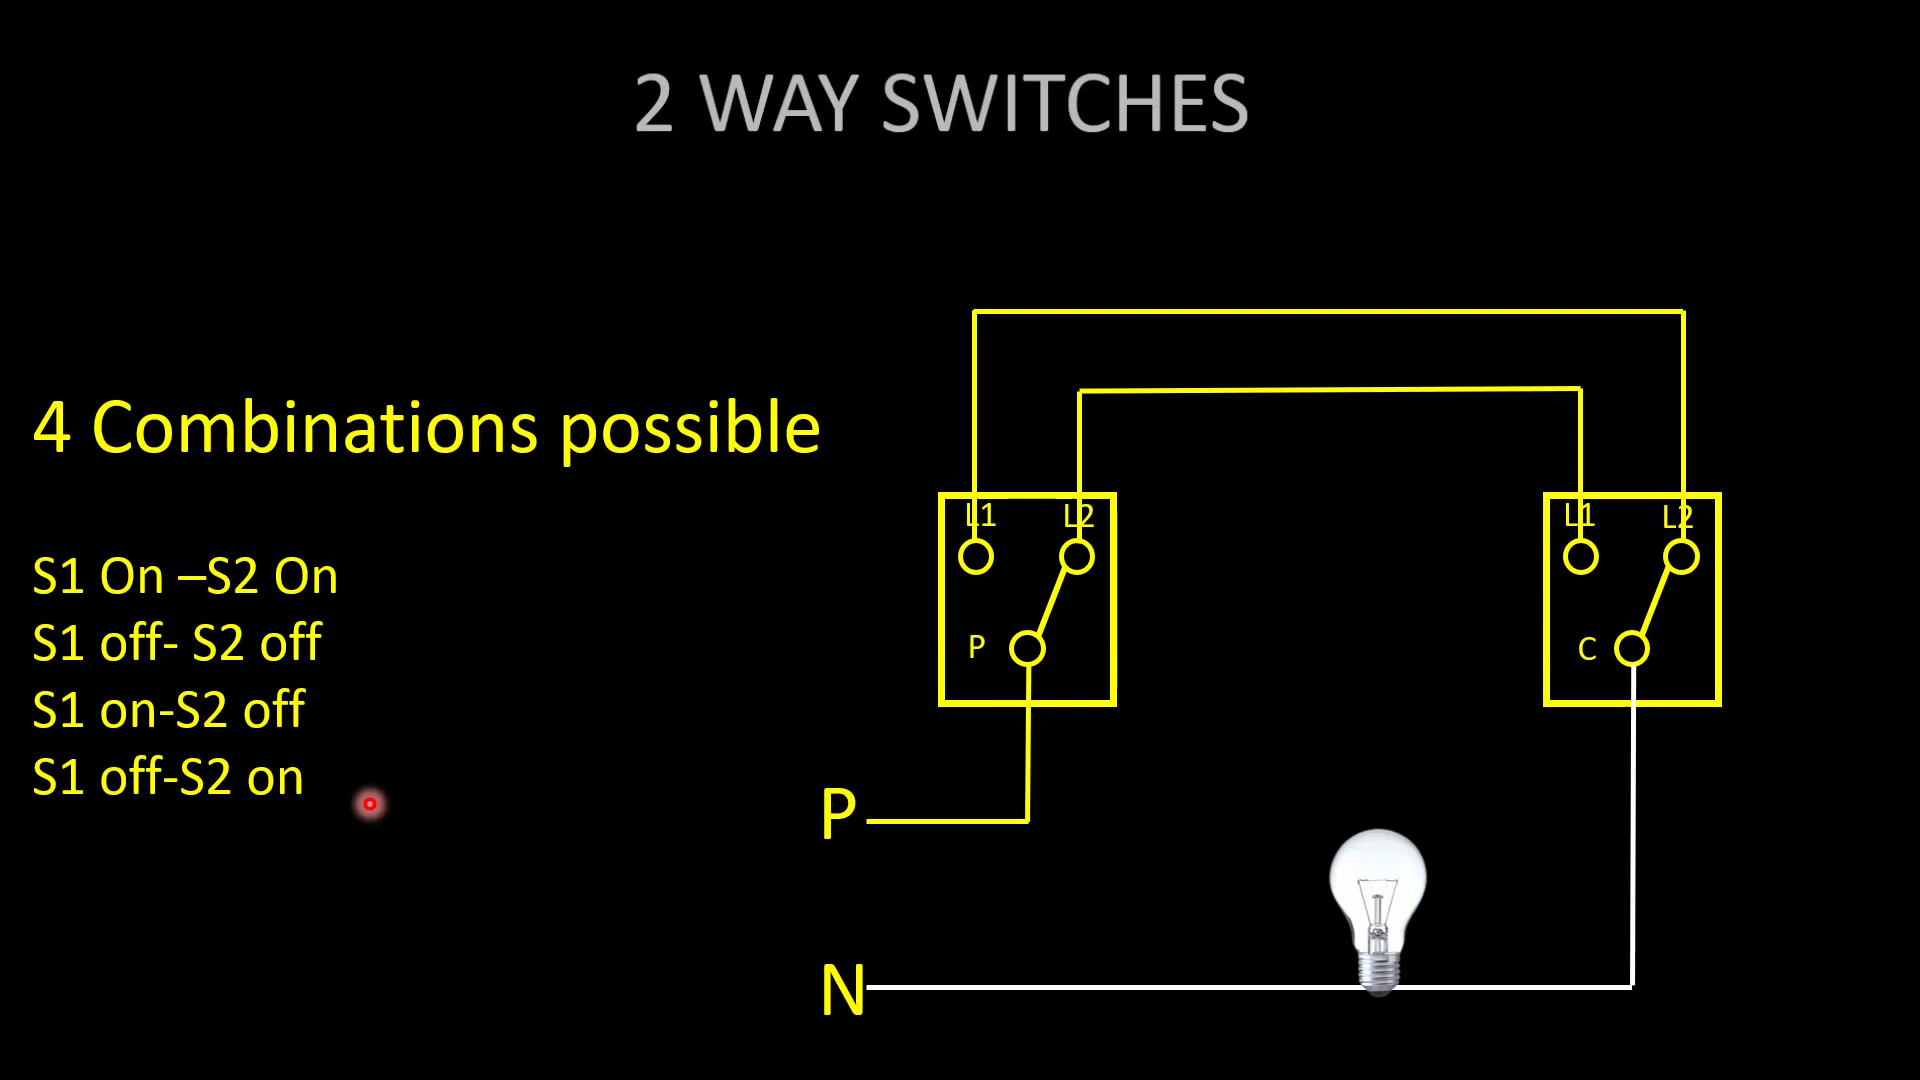 2 WAY SWITCHES
4 Combinations possible
S1 On –S2 On
S1 off- S2 off
S1 on-S2 off
S1 off-S2 on
L1
L2
P
L1
L2
C
P
N